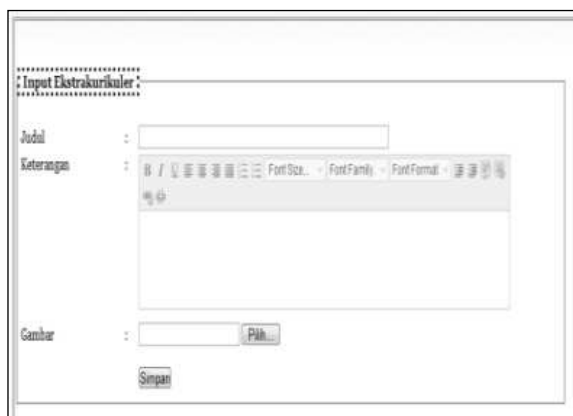 Input Ekstrakurikuler
Judul :
Keterangan : B I U Font Size... Font Family. Font Format
Gambar : Pilih...
Simpan